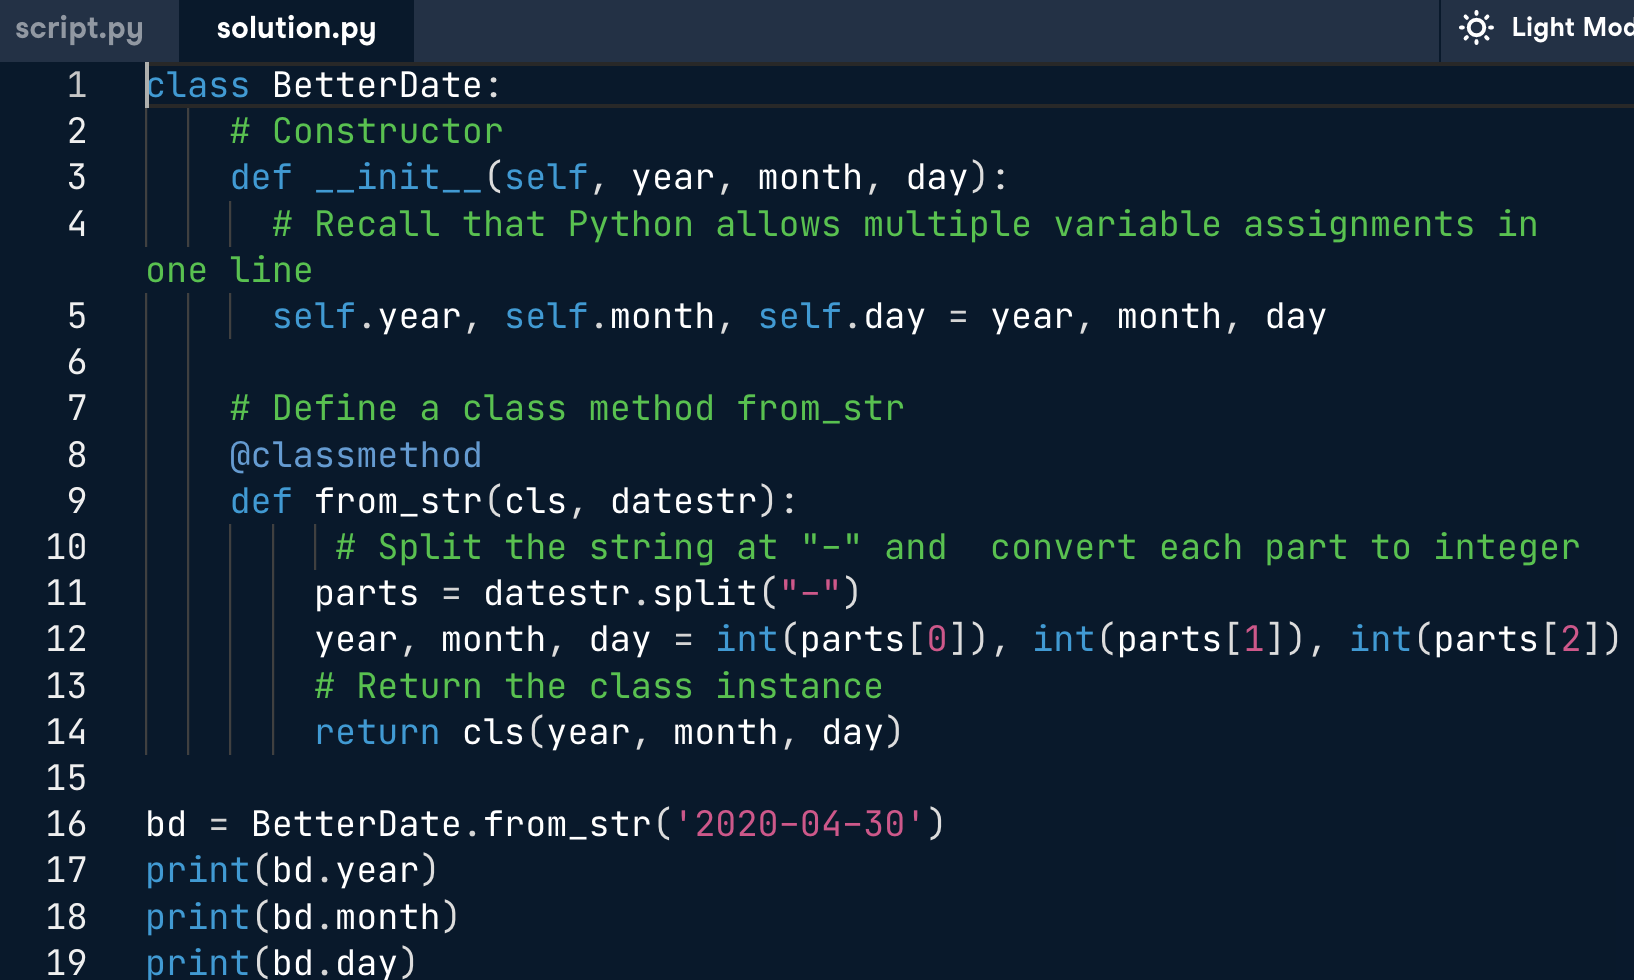 script.py solution.py Light Mod
1 class BetterDate:
2 # Constructor
3 def __init__(self, year, month, day):
4 # Recall that Python allows multiple variable assignments in
one line
5 self.year, self.month, self.day = year, month, day
6
7 # Define a class method from_str
8 @classmethod
9 def from_str(cls, datestr):
10 # Split the string at "-" and  convert each part to integer
11 parts = datestr.split("-")
12 year, month, day = int(parts[0]), int(parts[1]), int(parts[2])
13 # Return the class instance
14 return cls(year, month, day)
15
16 bd = BetterDate.from_str('2020-04-30')
17 print(bd.year)
18 print(bd.month)
19 print(bd.day)